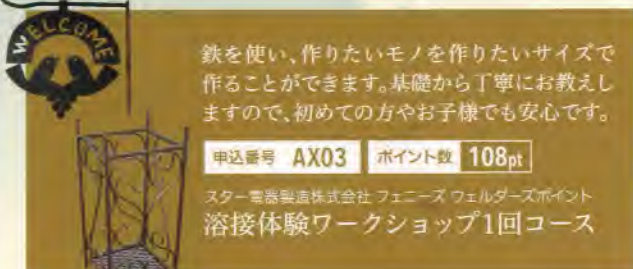 WELCOME
鉄を使い、作りたいモノを作りたいサイズで
作ることができます。基礎から丁寧にお教えし
ますので、初めての方やお子様でも安心です。
申込番号 AX03 ポイント数 108pt
スター電器製造株式会社 フェニーズ ウェルダーズポイント
溶接体験ワークショップ1回コース